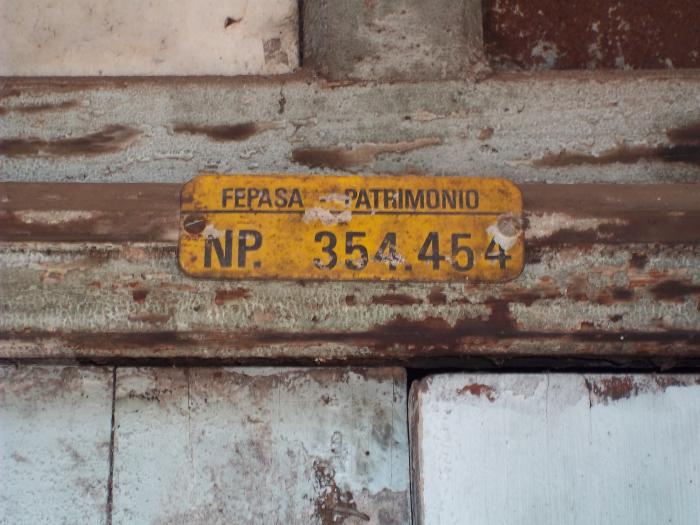 FEPASA - PATRIMONIO
NP. 354.454